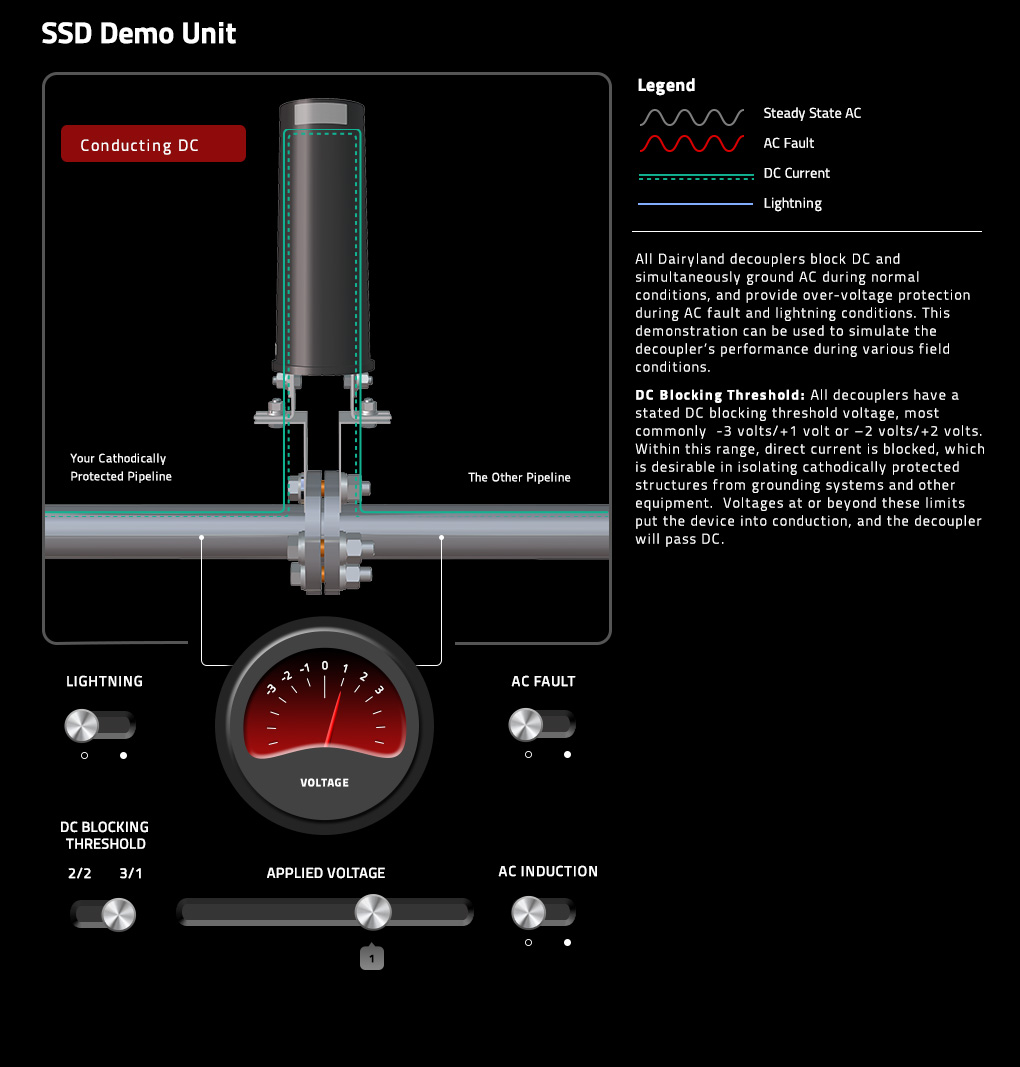 SSD Demo Unit
Conducting DC
Your Cathodically
Protected Pipeline
The Other Pipeline
Legend
Steady State AC
AC Fault
DC Current
Lightning
All Dairyland decouplers block DC and
simultaneously ground AC during normal
conditions, and provide over-voltage protection
during AC fault and lightning conditions. This
demonstration can be used to simulate the
decoupler's performance during various field
conditions.
DC Blocking Threshold: All decouplers have a
stated DC blocking threshold voltage, most
commonly  -3 volts/+1 volt or –2 volts/+2 volts.
Within this range, direct current is blocked, which
is desirable in isolating cathodically protected
structures from grounding systems and other
equipment.  Voltages at or beyond these limits
put the device into conduction, and the decoupler
will pass DC.
LIGHTNING
-3 -2 -1 0 1 2 3
VOLTAGE
AC FAULT
DC BLOCKING
THRESHOLD
2/2 3/1
APPLIED VOLTAGE
1
AC INDUCTION